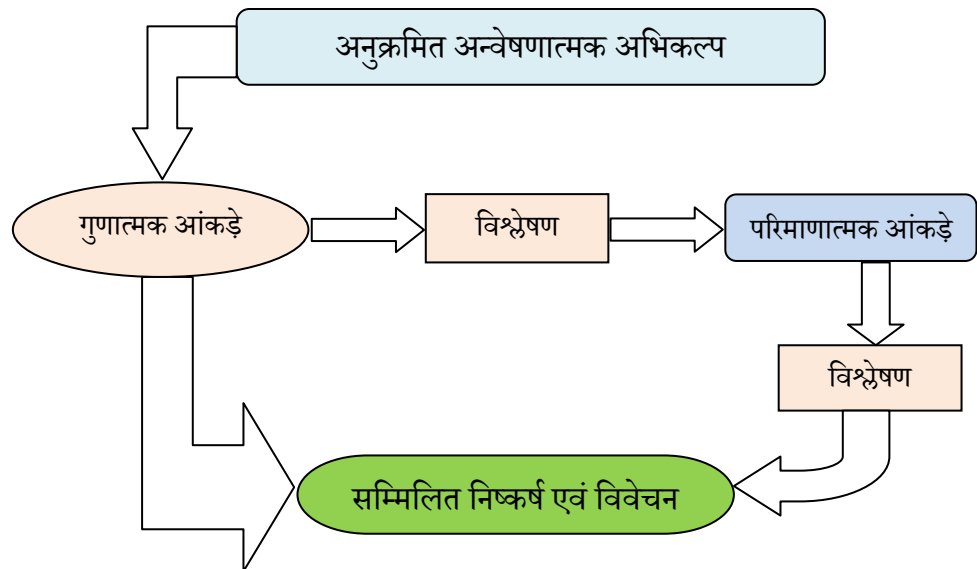 अनुक्रमित अन्वेषणात्मक अभिकल्प
गुणात्मक आंकड़े
विश्लेषण
परिमाणात्मक आंकड़े
विश्लेषण
सम्मिलित निष्कर्ष एवं विवेचन